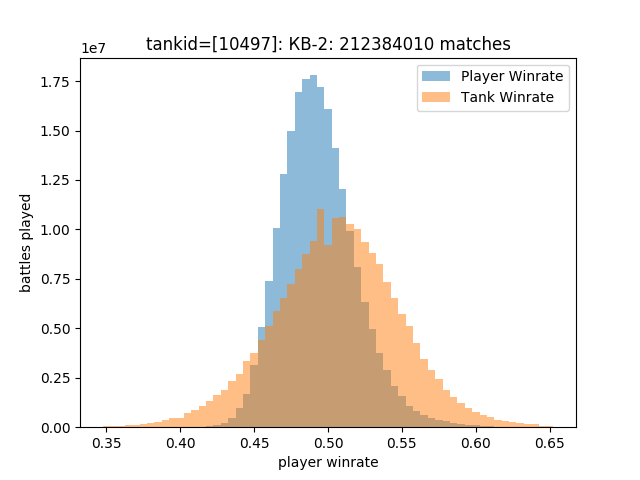 tankid=[10497]: КВ-2: 212384010 matches
1e7
Player Winrate
Tank Winrate
1.75
1.50
1.25
1.00
0.75
0.50
0.25
0.00
battles played
0.35 0.40 0.45 0.50 0.55 0.60 0.65
player winrate